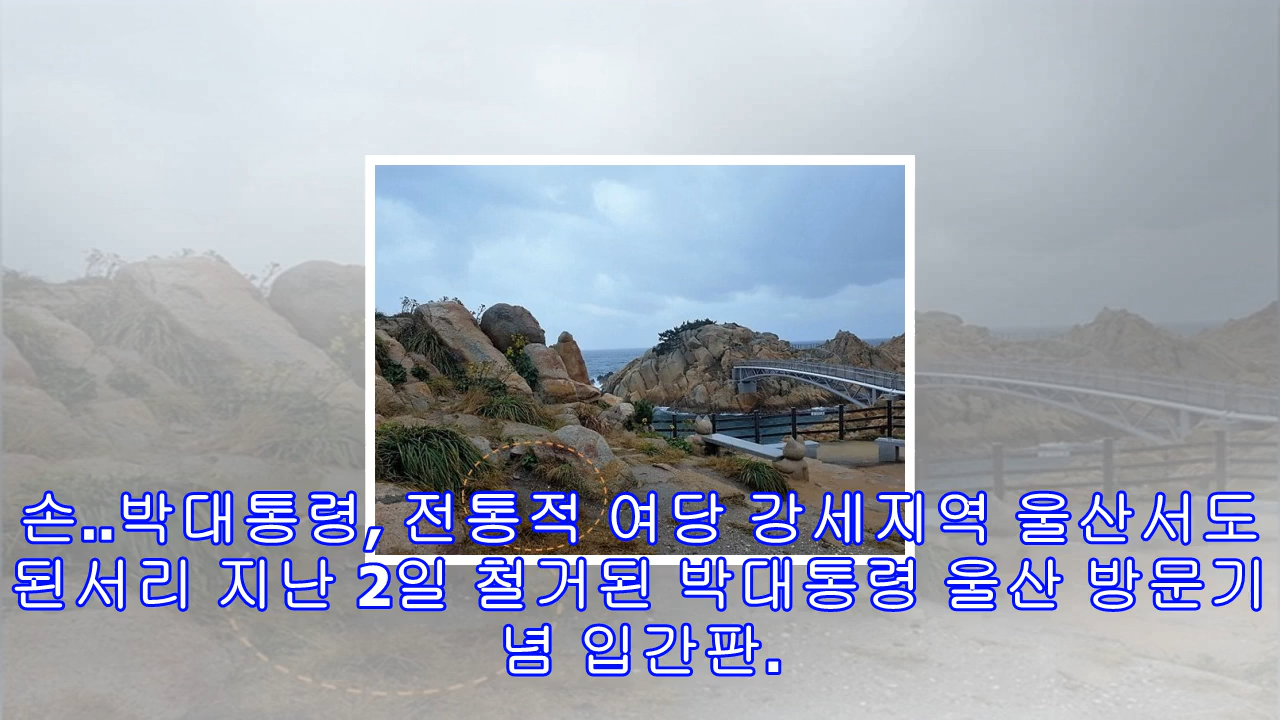 손..박대통령, 전통적 여당 강세지역 울산서도
된서리 지난 2일 철거된 박대통령 울산 방문기
념 입간판.